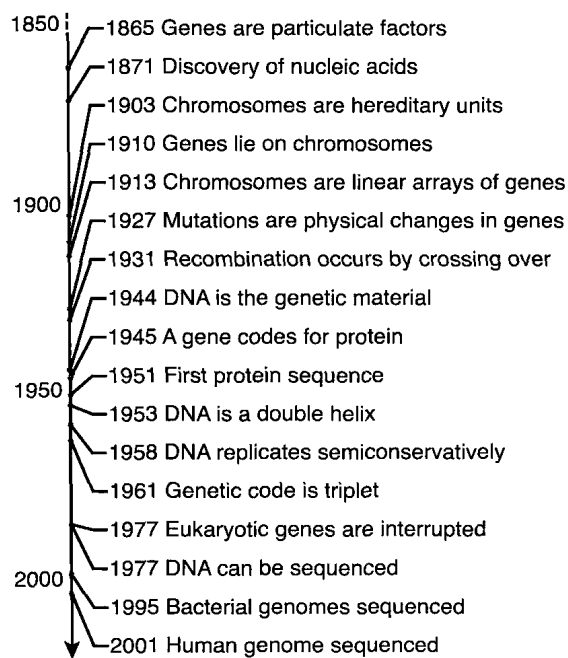 1850
1865 Genes are particulate factors
1871 Discovery of nucleic acids
1903 Chromosomes are hereditary units
1910 Genes lie on chromosomes
1913 Chromosomes are linear arrays of genes
1900
1927 Mutations are physical changes in genes
1931 Recombination occurs by crossing over
1944 DNA is the genetic material
1945 A gene codes for protein
1951 First protein sequence
1950
1953 DNA is a double helix
1958 DNA replicates semiconservatively
1961 Genetic code is triplet
1977 Eukaryotic genes are interrupted
1977 DNA can be sequenced
2000
1995 Bacterial genomes sequenced
2001 Human genome sequenced